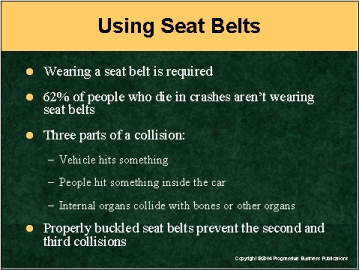 Using Seat Belts
Wearing a seat belt is required
62% of people who die in crashes aren't wearing
seat belts
Three parts of a collision:
– Vehicle hits something
– People hit something inside the car
– Internal organs collide with bones or other organs
Properly buckled seat belts prevent the second and
third collisions
Progressive Business Publications